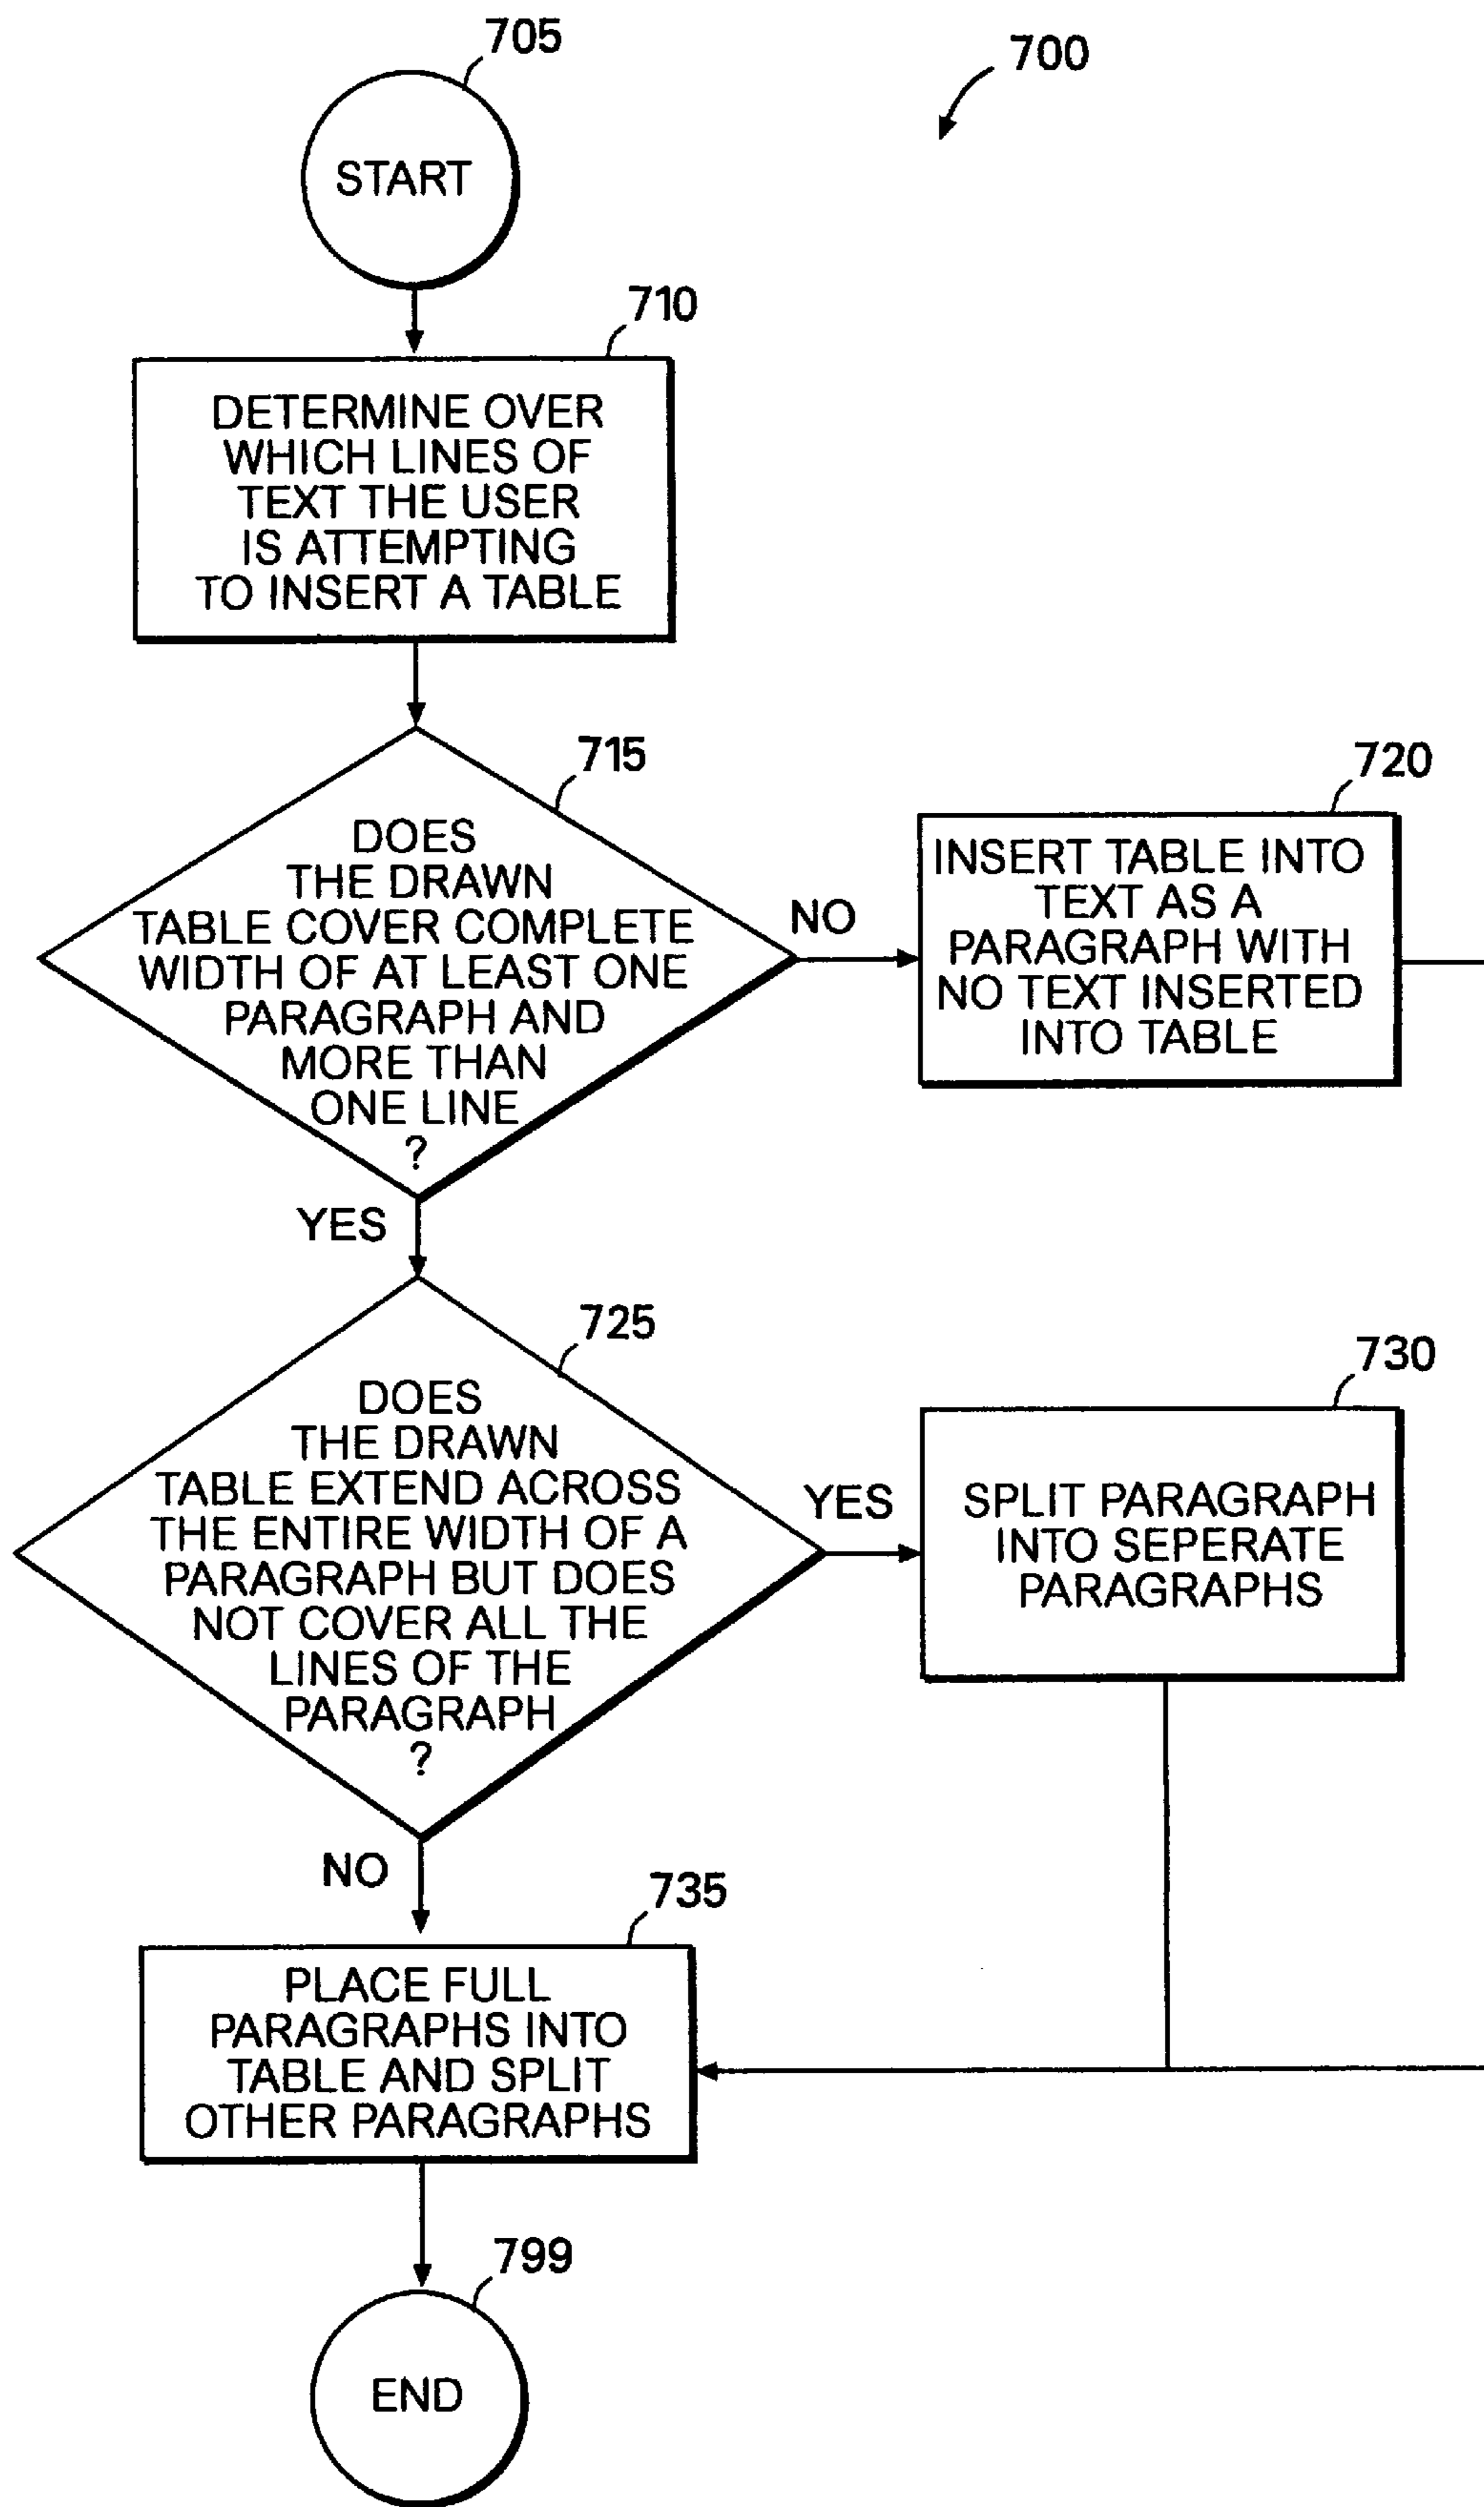 705
700
START
710
DETERMINE OVER
WHICH LINES OF
TEXT THE USER
IS ATTEMPTING
TO INSERT A TABLE
715
DOES
THE DRAWN
TABLE COVER COMPLETE
WIDTH OF AT LEAST ONE
PARAGRAPH AND
MORE THAN
ONE LINE
?
NO
720
INSERT TABLE INTO
TEXT AS A
PARAGRAPH WITH
NO TEXT INSERTED
INTO TABLE
YES
725
DOES
THE DRAWN
TABLE EXTEND ACROSS
THE ENTIRE WIDTH OF A
PARAGRAPH BUT DOES
NOT COVER ALL THE
LINES OF THE
PARAGRAPH
?
YES
730
SPLIT PARAGRAPH
INTO SEPERATE
PARAGRAPHS
NO
735
PLACE FULL
PARAGRAPHS INTO
TABLE AND SPLIT
OTHER PARAGRAPHS
799
END